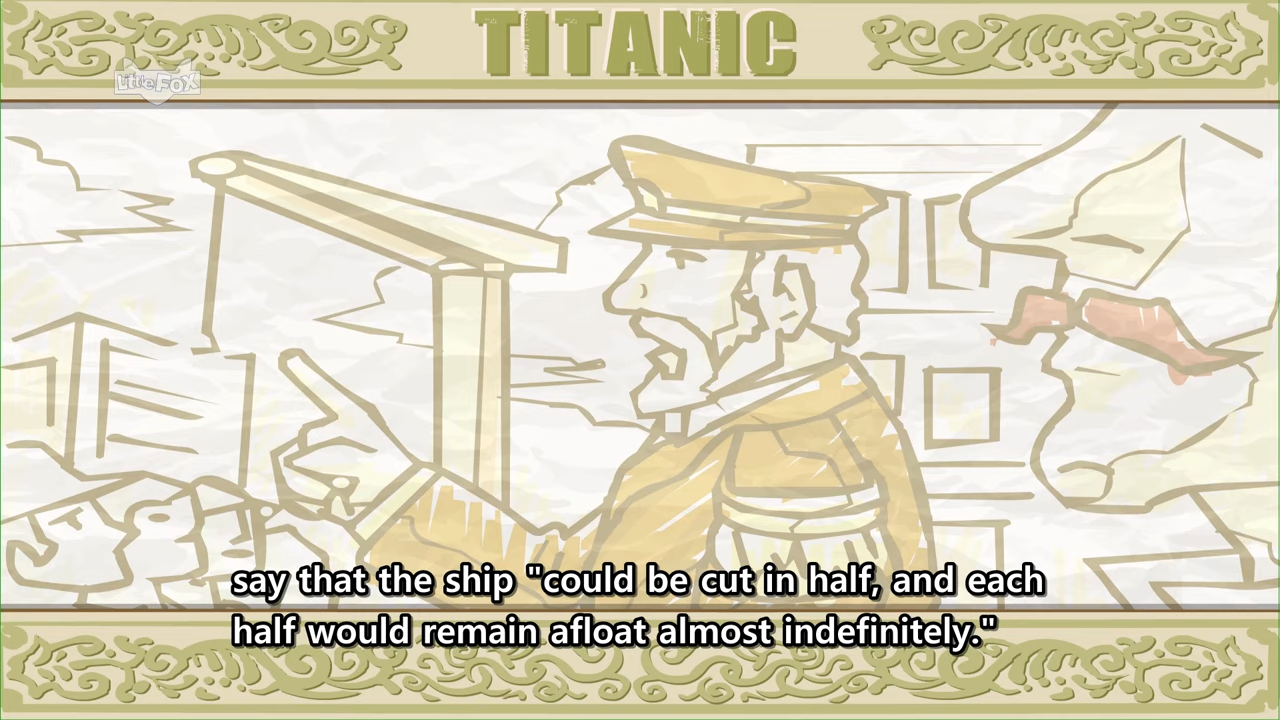 TITANIC
Little Fox
say that the ship "could be cut in half, and each
half would remain afloat almost indefinitely."